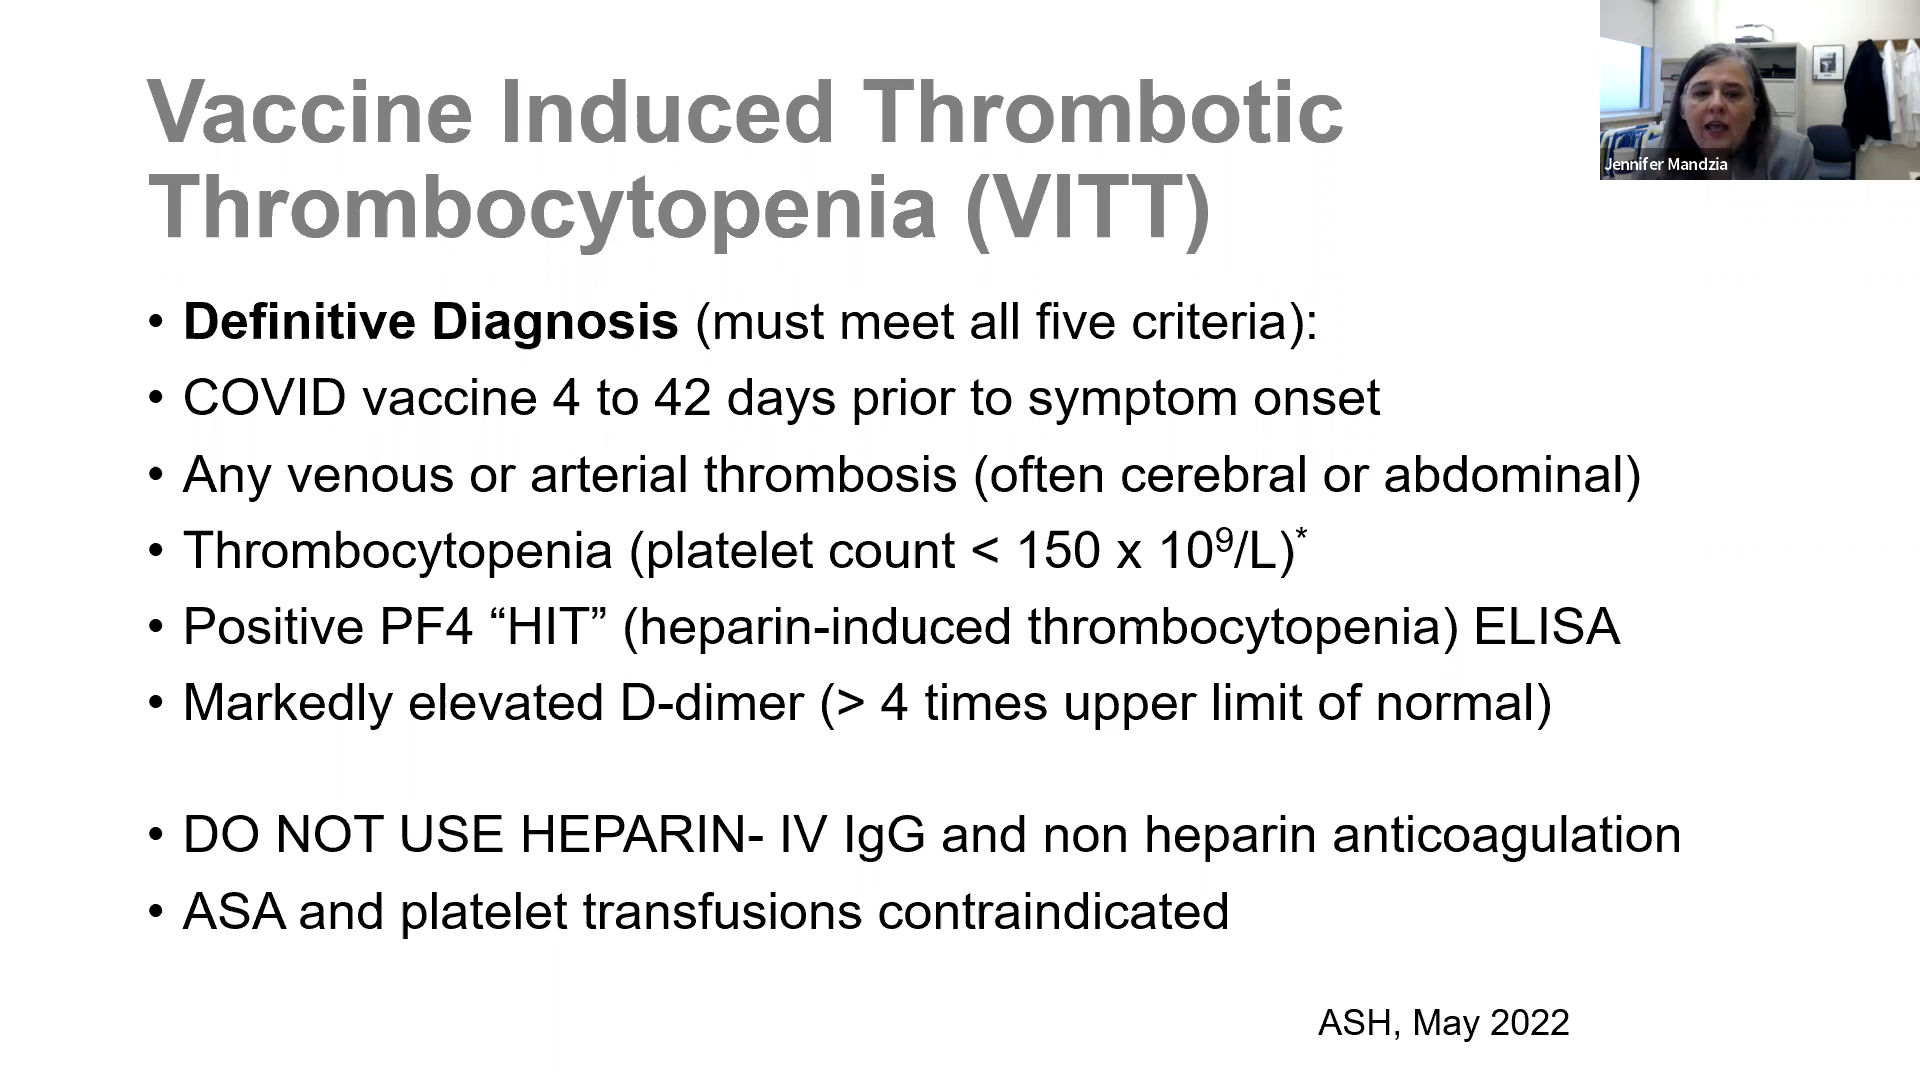 Vaccine Induced Thrombotic
Thrombocytopenia (VITT)
Jennifer Mandzia
• Definitive Diagnosis (must meet all five criteria):
• COVID vaccine 4 to 42 days prior to symptom onset
• Any venous or arterial thrombosis (often cerebral or abdominal)
• Thrombocytopenia (platelet count < 150 x 10⁹/L)*
• Positive PF4 “HIT” (heparin-induced thrombocytopenia) ELISA
• Markedly elevated D-dimer (> 4 times upper limit of normal)
• DO NOT USE HEPARIN- IV IgG and non heparin anticoagulation
• ASA and platelet transfusions contraindicated
ASH, May 2022